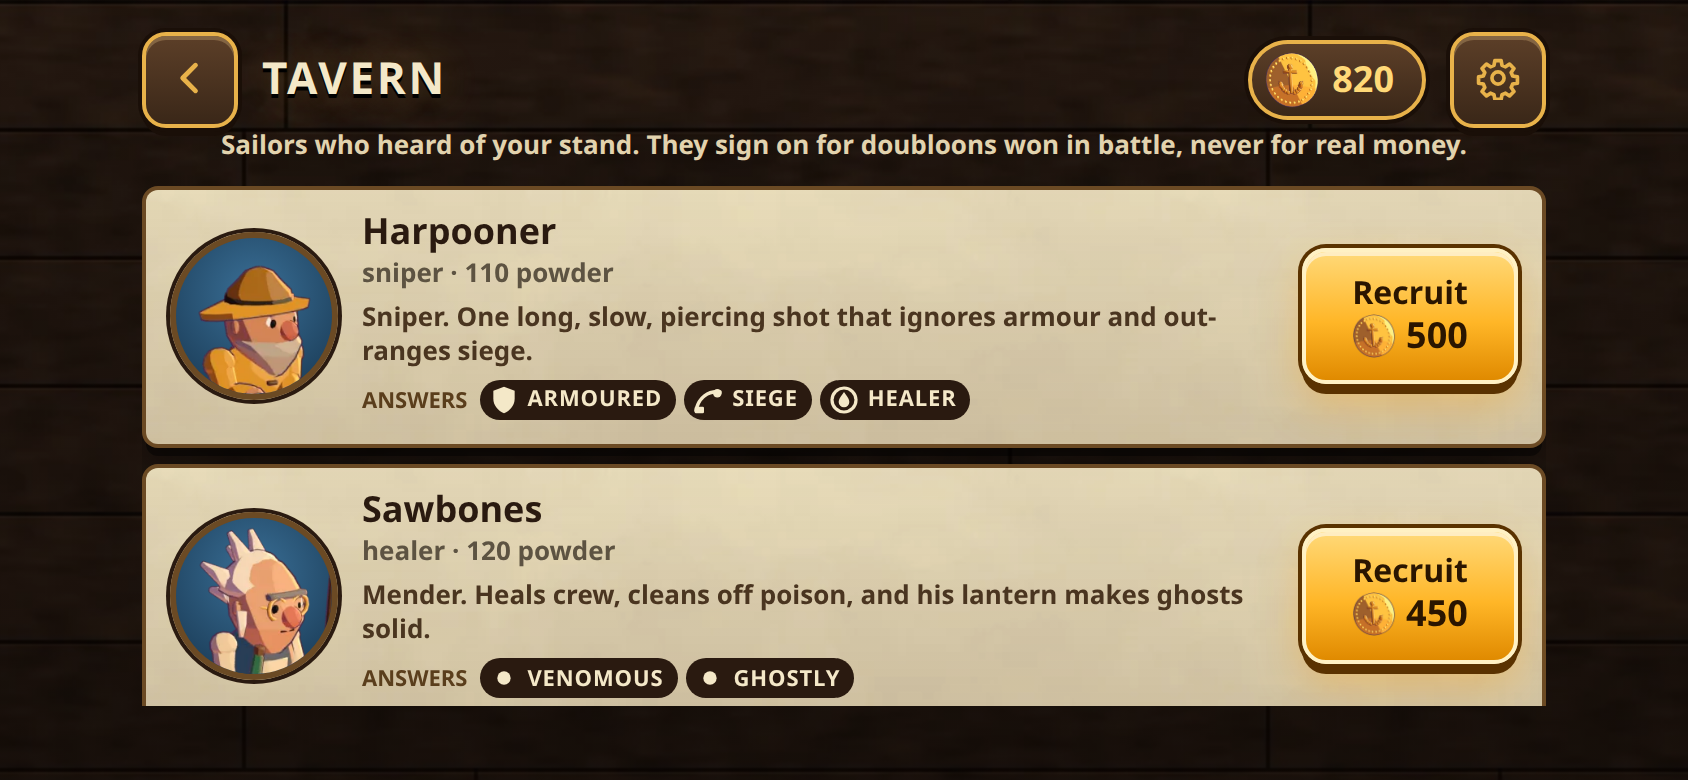 TAVERN
820
Sailors who heard of your stand. They sign on for doubloons won in battle, never for real money.
Harpooner
sniper · 110 powder
Sniper. One long, slow, piercing shot that ignores armour and out-
ranges siege.
ANSWERS ARMOURED SIEGE HEALER
Recruit
500
Sawbones
healer · 120 powder
Mender. Heals crew, cleans off poison, and his lantern makes ghosts
solid.
ANSWERS VENOMOUS GHOSTLY
Recruit
450